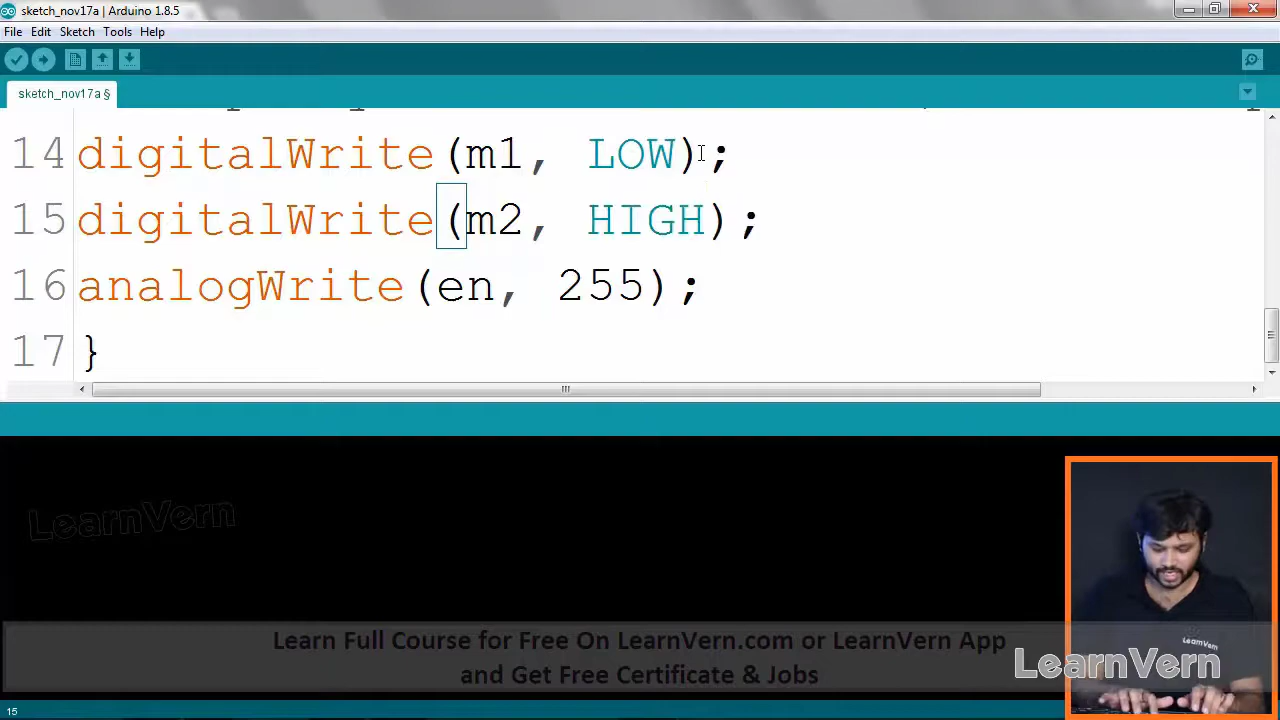 sketch_nov17a | Arduino 1.8.5
File Edit Sketch Tools Help
sketch_nov17a §
14 digitalWrite(m1, LOW);
15 digitalWrite(m2, HIGH);
16 analogWrite(en, 255);
17 }
LearnVern
Learn Full Course for Free On LearnVern.com or LearnVern App
and Get Free Certificate & Jobs
LearnVern
LearnVern
15